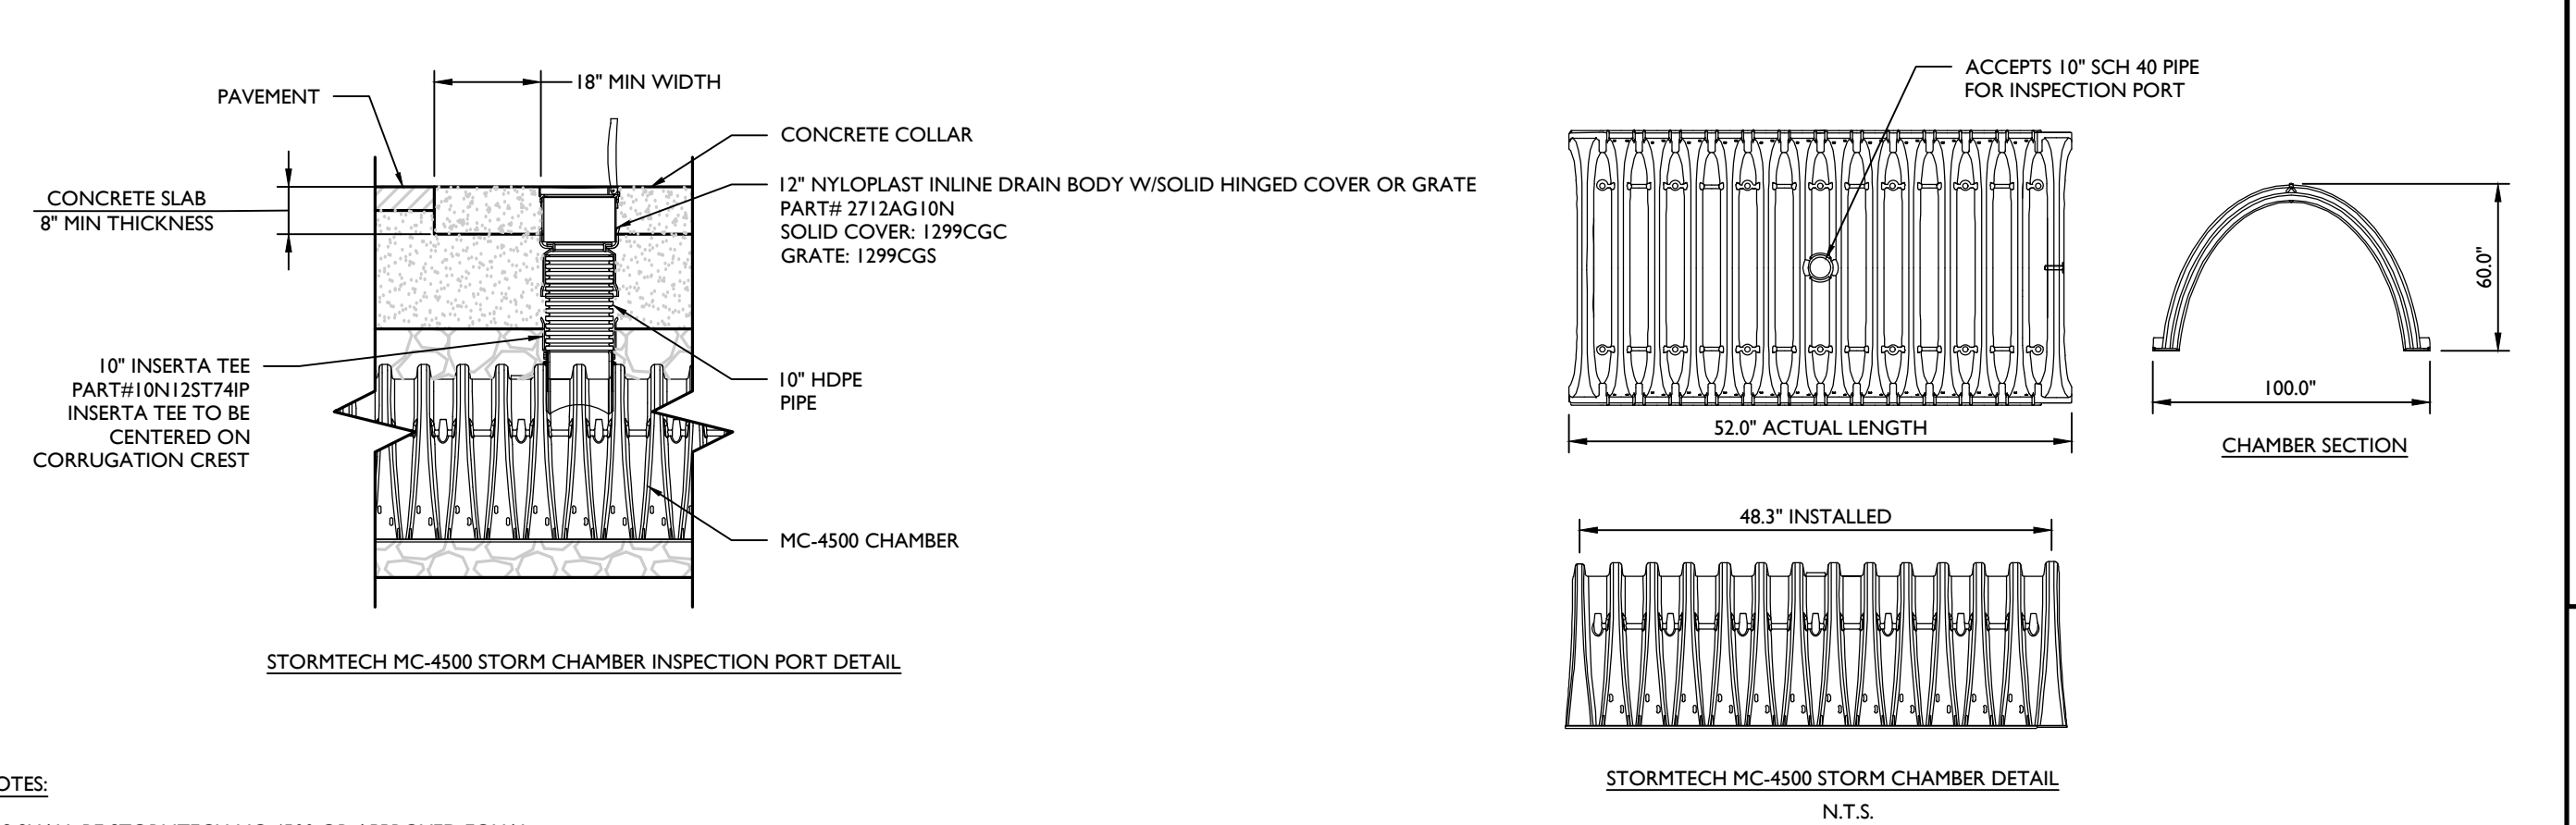 PAVEMENT
18" MIN WIDTH
CONCRETE COLLAR
CONCRETE SLAB
8" MIN THICKNESS
12" NYLOPLAST INLINE DRAIN BODY W/SOLID HINGED COVER OR GRATE
PART# 2712AG10N
SOLID COVER: 1299CGC
GRATE: 1299CGS
10" INSERTA TEE
PART#10N12ST74IP
INSERTA TEE TO BE
CENTERED ON
CORRUGATION CREST
10" HDPE
PIPE
MC-4500 CHAMBER
STORMTECH MC-4500 STORM CHAMBER INSPECTION PORT DETAIL
ACCEPTS 10" SCH 40 PIPE
FOR INSPECTION PORT
52.0" ACTUAL LENGTH
60.0"
100.0"
CHAMBER SECTION
48.3" INSTALLED
STORMTECH MC-4500 STORM CHAMBER DETAIL
N.T.S.
OTES: